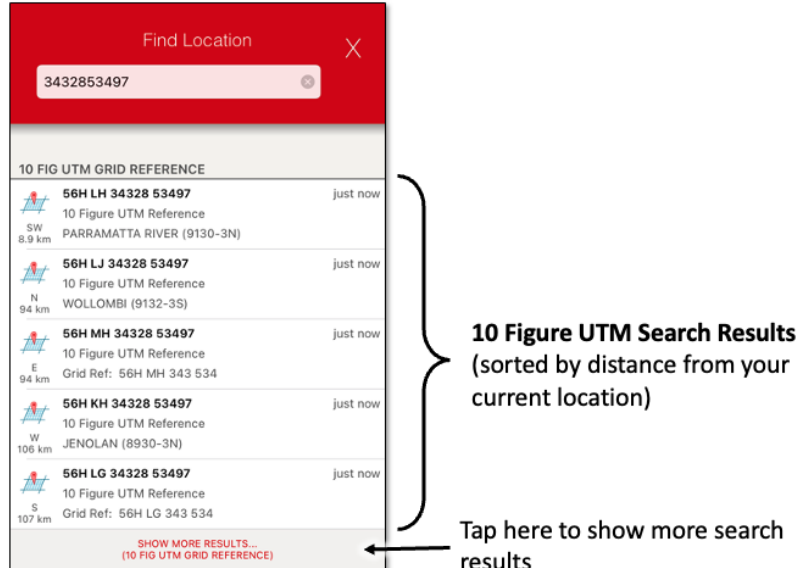 Find Location
X
3432853497
10 FIG UTM GRID REFERENCE
56H LH 34328 53497
just now
10 Figure UTM Reference
SW
8.9 km
PARRAMATTA RIVER (9130-3N)
56H LJ 34328 53497
just now
10 Figure UTM Reference
N
94 km
WOLLOMBI (9132-3S)
56H MH 34328 53497
just now
10 Figure UTM Reference
E
94 km
Grid Ref: 56H MH 343 534
56H KH 34328 53497
just now
10 Figure UTM Reference
W
106 km
JENOLAN (8930-3N)
56H LG 34328 53497
just now
10 Figure UTM Reference
S
107 km
Grid Ref: 56H LG 343 534
SHOW MORE RESULTS...
(10 FIG UTM GRID REFERENCE)
10 Figure UTM Search Results
(sorted by distance from your
current location)
Tap here to show more search
results